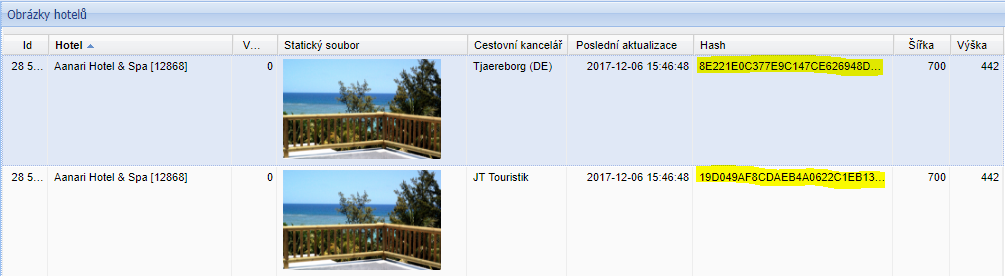 Obrázky hotelů
Id Hotel V... Statický soubor Cestovní kancelář Poslední aktualizace Hash Šířka Výška
28 5... Aanari Hotel & Spa [12868] 0 Tjaereborg (DE) 2017-12-06 15:46:48 8E221E0C377E9C147CE626948D... 700 442
28 5... Aanari Hotel & Spa [12868] 0 JT Touristik 2017-12-06 15:46:48 19D049AF8CDAEB4A0622C1EB13... 700 442